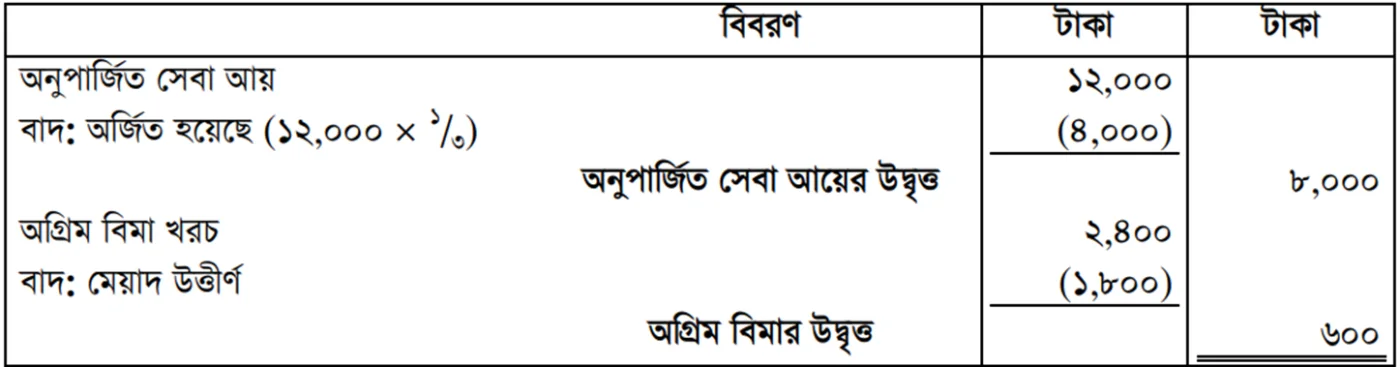 বিবরণ টাকা টাকা
অনুপার্জিত সেবা আয় ১২,০০০
বাদ: অর্জিত হয়েছে (১২,০০০ × ১/৩) (৪,০০০)
অনুপার্জিত সেবা আয়ের উদ্বৃত্ত ৮,০০০
অগ্রিম বিমা খরচ ২,৪০০
বাদ: মেয়াদ উত্তীর্ণ (১,৮০০)
অগ্রিম বিমার উদ্বৃত্ত ৬০০